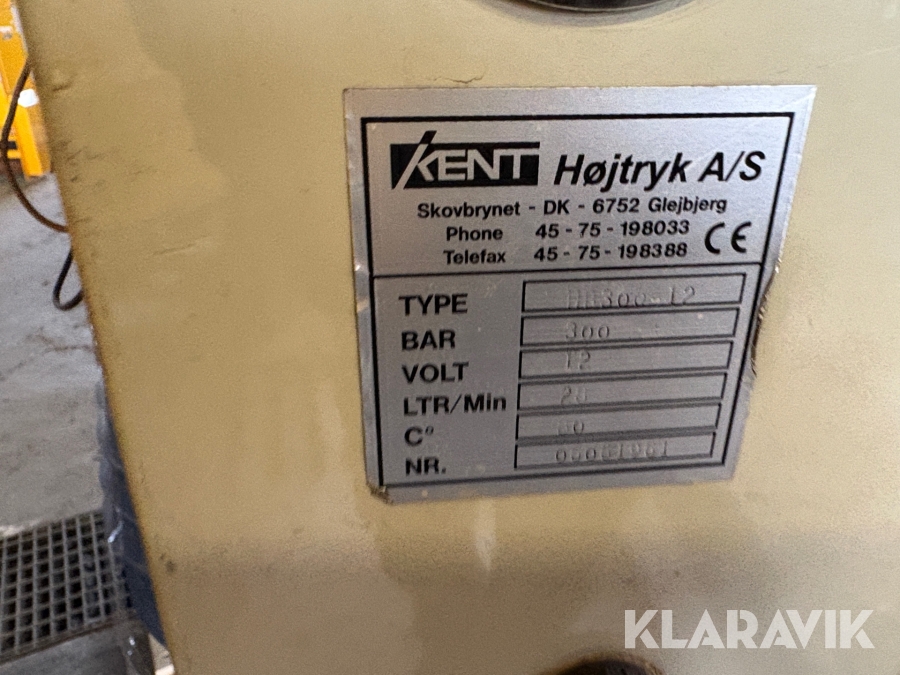 KENT Højtryk A/S
Skovbrynet - DK - 6752 Glejbjerg
Phone 45 - 75 - 198033
Telefax 45 - 75 - 198388 CE
TYPE
BAR 300
VOLT 12
LTR/Min
C°
NR.
KLARAVIK